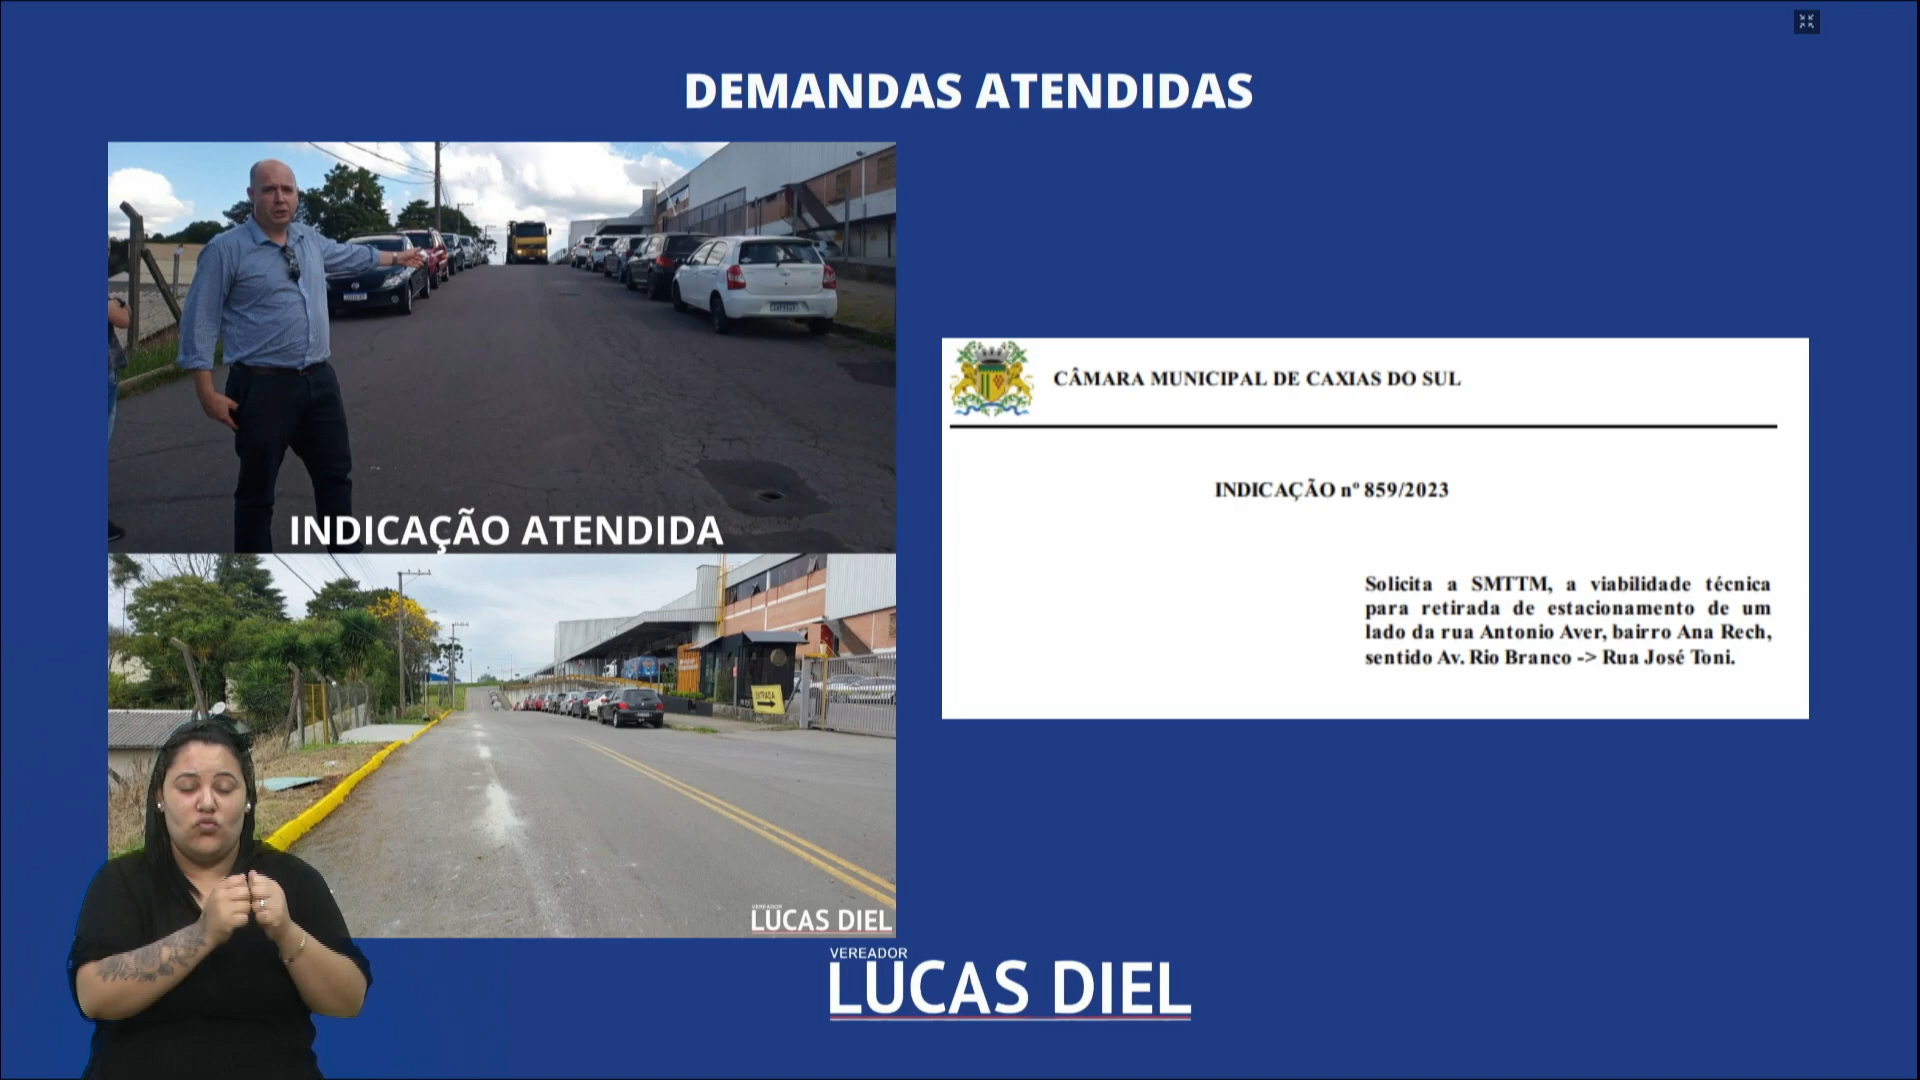 DEMANDAS ATENDIDAS
INDICAÇÃO ATENDIDA
ENTRADA
VEREADOR
LUCAS DIEL
CÂMARA MUNICIPAL DE CAXIAS DO SUL
INDICAÇÃO nº 859/2023
Solicita a SMTTM, a viabilidade técnica
para retirada de estacionamento de um
lado da rua Antonio Aver, bairro Ana Rech,
sentido Av. Rio Branco -> Rua José Toni.
VEREADOR
LUCAS DIEL